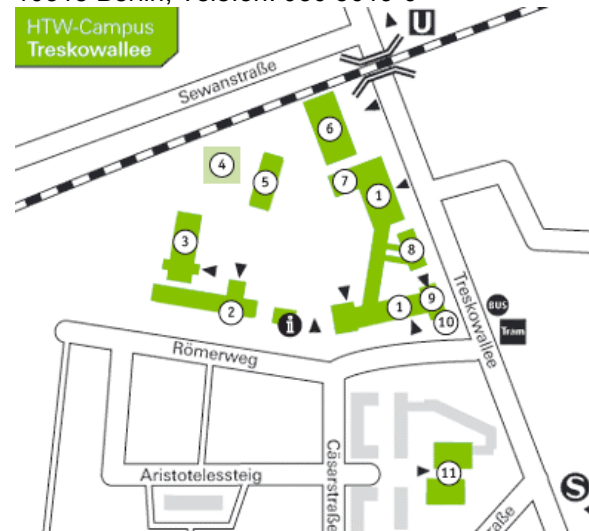 HTW-Campus
Treskowallee
U
Sewanstraße
6
4
5
7
1
3
8
2
i
1
9
10
Treskowallee
BUS
Tram
Römerweg
Cäsarstraße
Aristotelessteig
11
S
aße